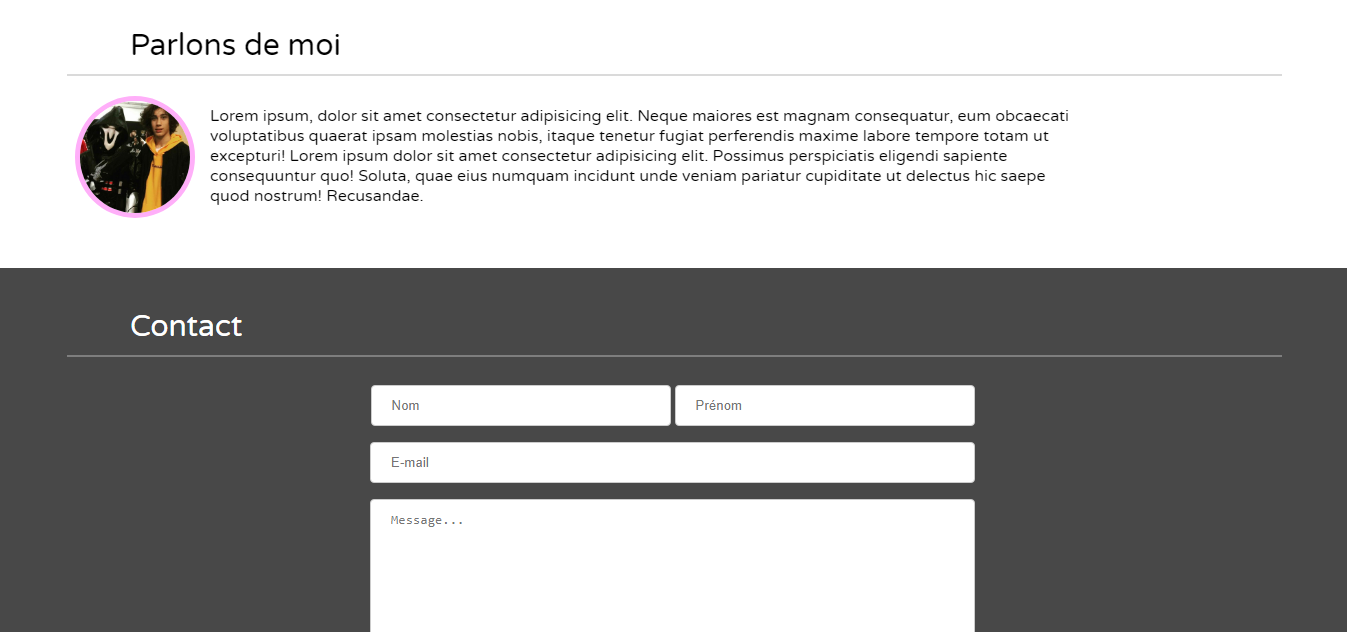 Parlons de moi
Lorem ipsum, dolor sit amet consectetur adipisicing elit. Neque maiores est magnam consequatur, eum obcaecati
voluptatibus quaerat ipsam molestias nobis, itaque tenetur fugiat perferendis maxime labore tempore totam ut
excepturi! Lorem ipsum dolor sit amet consectetur adipisicing elit. Possimus perspiciatis eligendi sapiente
consequuntur quo! Soluta, quae eius numquam incidunt unde veniam pariatur cupiditate ut delectus hic saepe
quod nostrum! Recusandae.
Contact
Nom Prénom
E-mail
Message...